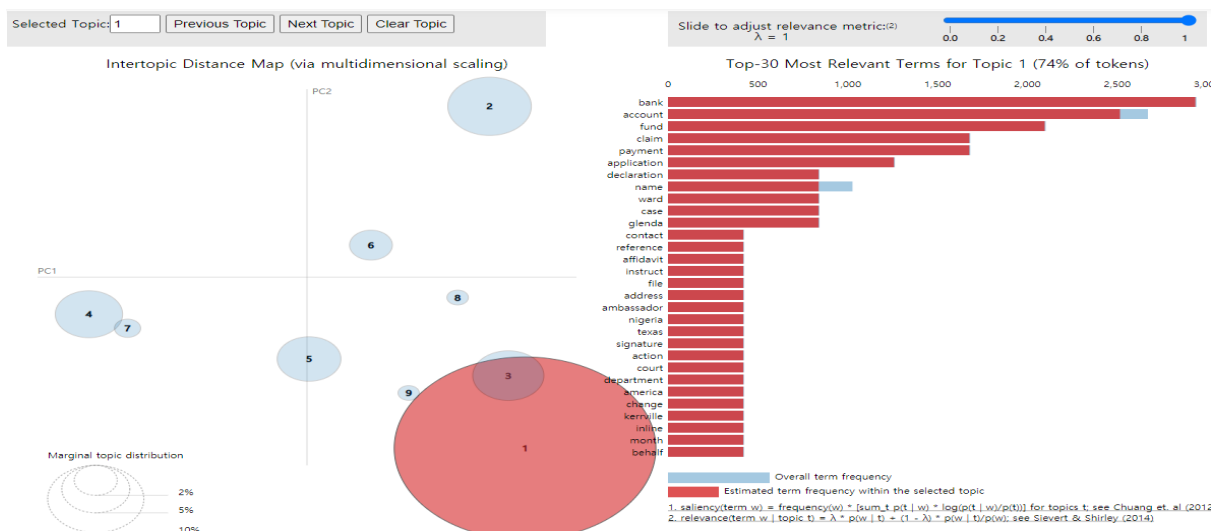 Selected Topic: 1 Previous Topic Next Topic Clear Topic
Slide to adjust relevance metric:(2)
λ = 1
0.0 0.2 0.4 0.6 0.8 1
Intertopic Distance Map (via multidimensional scaling)
PC2
PC1
2
6
8
4
7
5
3
9
1
Marginal topic distribution
2%
5%
10%
Top-30 Most Relevant Terms for Topic 1 (74% of tokens)
0 500 1,000 1,500 2,000 2,500 3,00
bank
account
fund
claim
payment
application
declaration
name
ward
case
glenda
contact
reference
affidavit
instruct
file
address
ambassador
nigeria
texas
signature
action
court
department
america
change
kerrville
inline
month
behalf
Overall term frequency
Estimated term frequency within the selected topic
1. saliency(term w) = frequency(w) * [sum_t p(t | w) * log(p(t | w)/p(t))] for topics t; see Chuang et. al (2012
2. relevance(term w | topic t) = λ * p(w | t) + (1 - λ) * p(w | t)/p(w); see Sievert & Shirley (2014)